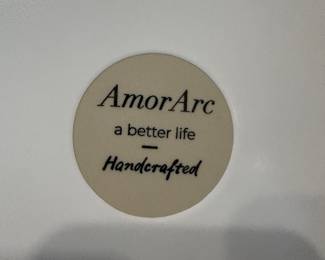 AmorArc
a better life
Handcrafted